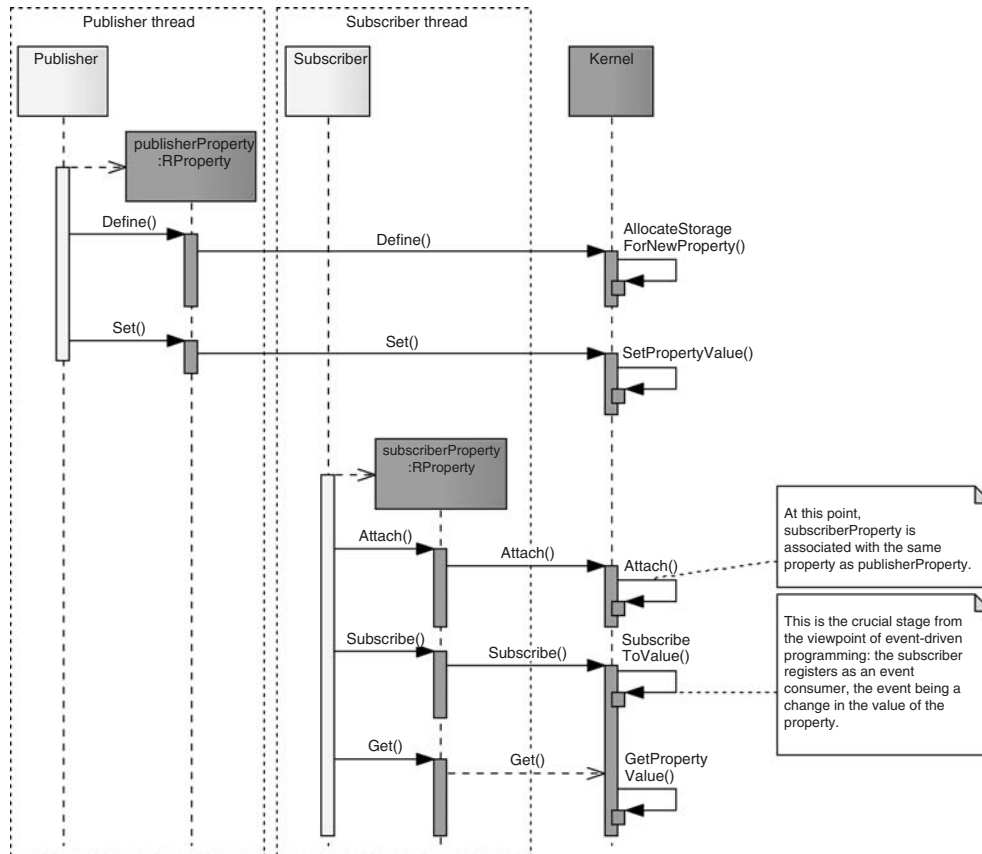 Publisher thread
Subscriber thread
Publisher
Subscriber
Kernel
publisherProperty
:RProperty
Define()
Define()
AllocateStorage
ForNewProperty()
Set()
Set()
SetPropertyValue()
subscriberProperty
:RProperty
At this point,
subscriberProperty is
associated with the same
property as publisherProperty.
Attach()
Attach()
Attach()
This is the crucial stage from
the viewpoint of event-driven
programming: the subscriber
registers as an event
consumer, the event being a
change in the value of the
property.
Subscribe()
Subscribe()
Subscribe
ToValue()
Get()
Get()
GetProperty
Value()